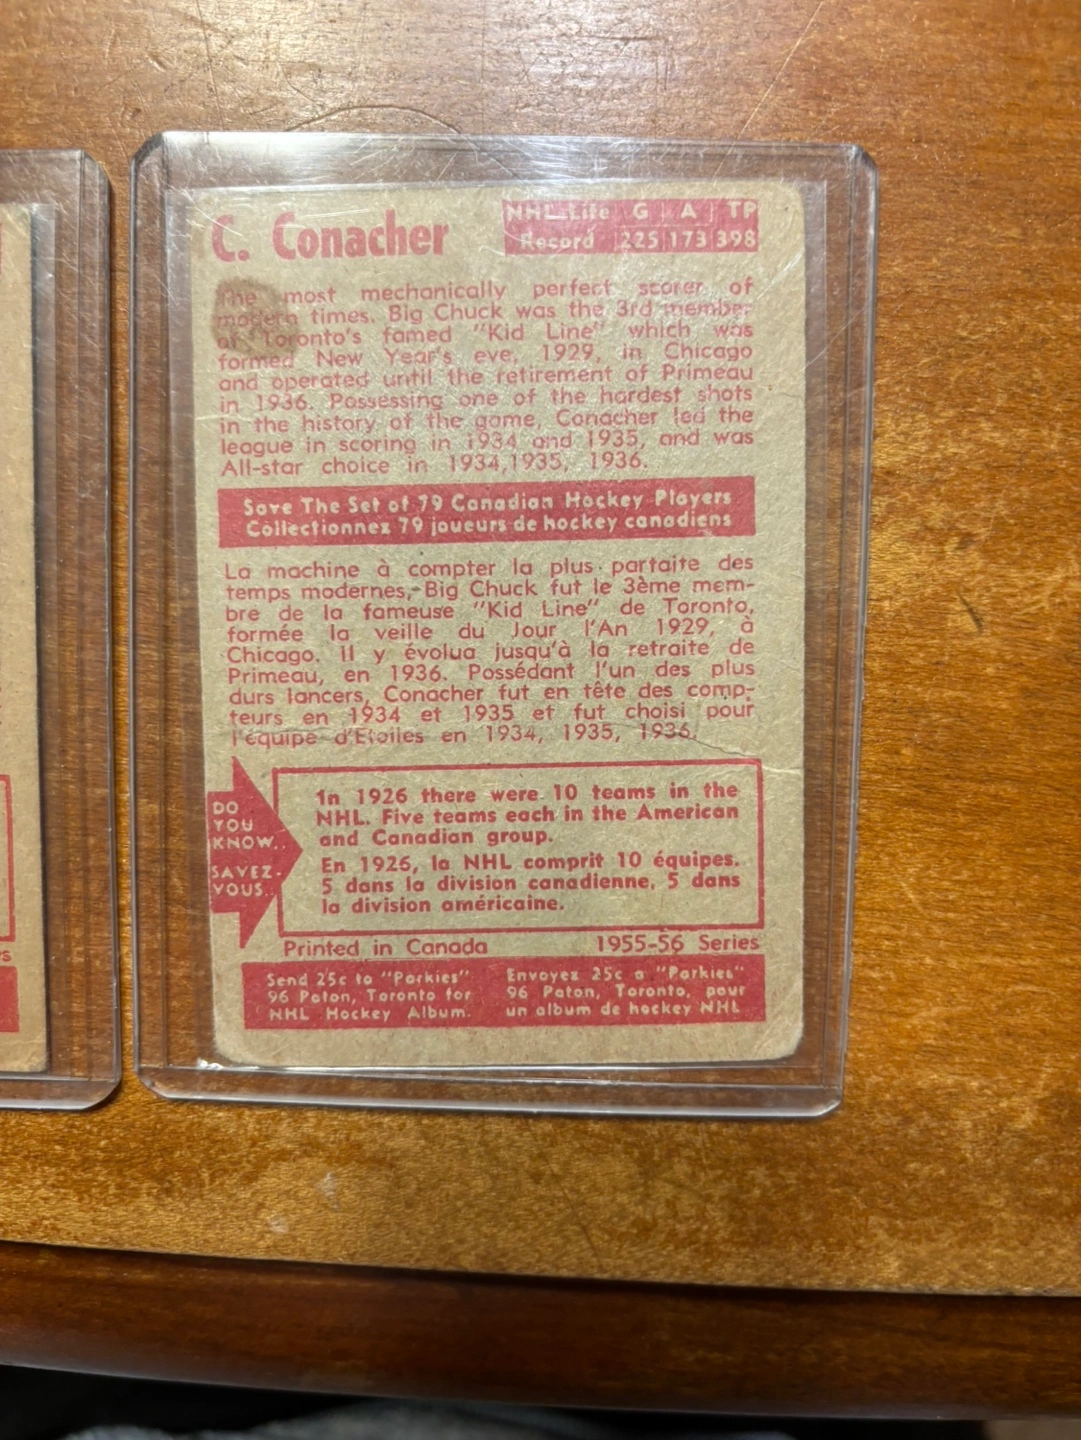 C. Conacher
NHL Life G A TP
Record 225 173 398
The most mechanically perfect scorer of
modern times. Big Chuck was the 3rd member
of Toronto's famed "Kid Line" which was
formed New Year's eve, 1929, in Chicago
and operated until the retirement of Primeau
in 1936. Possessing one of the hardest shots
in the history of the game, Conacher led the
league in scoring in 1934 and 1935, and was
All-star choice in 1934,1935, 1936.
Save The Set of 79 Canadian Hockey Players
Collectionnez 79 joueurs de hockey canadiens
La machine à compter la plus parfaite des
temps modernes, Big Chuck fut le 3ème mem-
bre de la fameuse "Kid Line" de Toronto,
formée la veille du Jour l'An 1929, à
Chicago. Il y évolua jusqu'à la retraite de
Primeau, en 1936. Possédant l'un des plus
durs lancers, Conacher fut en tête des comp-
teurs en 1934 et 1935 et fut choisi pour
l'équipe d'Etoiles en 1934, 1935, 1936.
DO
YOU
KNOW..
SAVEZ-
VOUS..
In 1926 there were 10 teams in the
NHL. Five teams each in the American
and Canadian group.
En 1926, la NHL comprit 10 équipes.
5 dans la division canadienne, 5 dans
la division américaine.
Printed in Canada 1955-56 Series
Send 25c to "Parkies"
96 Paton, Toronto for
NHL Hockey Album.
Envoyez 25c a "Parkies"
96 Paton, Toronto, pour
un album de hockey NHL